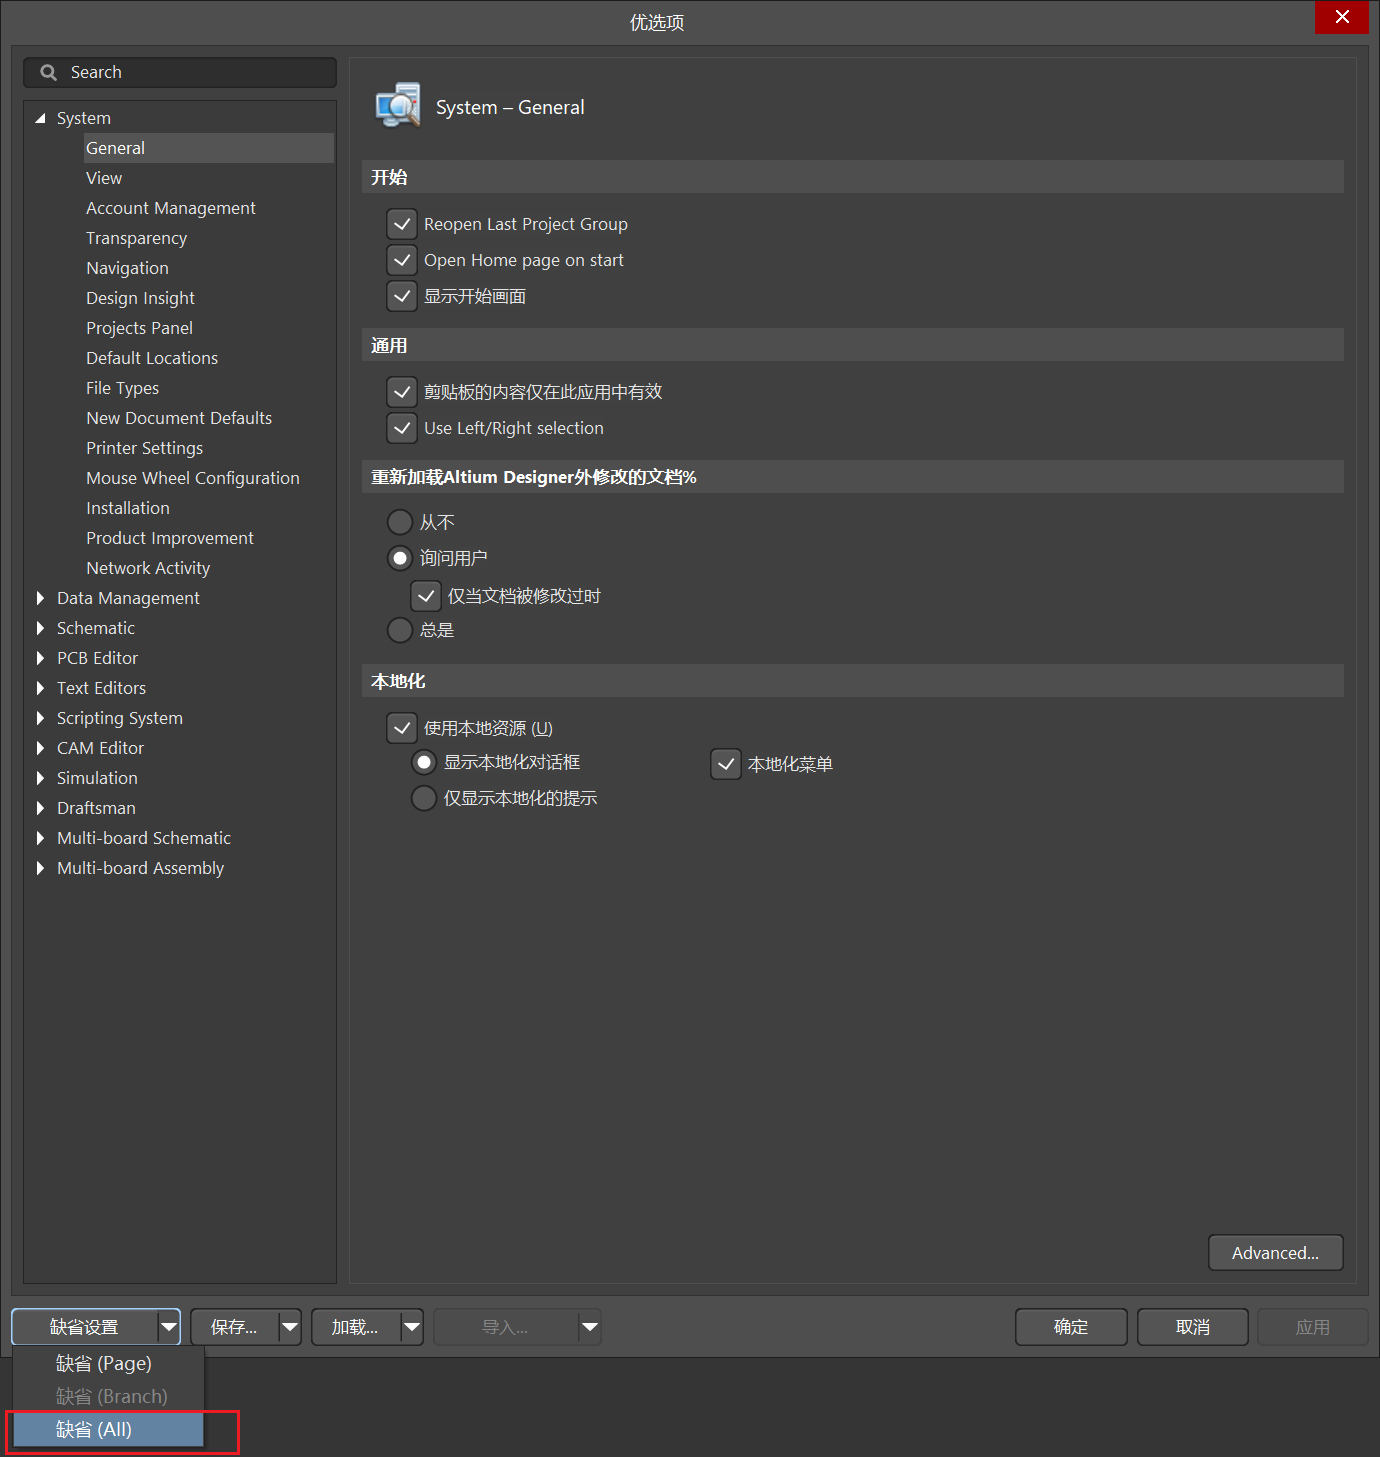 优选项
Search
System
General
View
Account Management
Transparency
Navigation
Design Insight
Projects Panel
Default Locations
File Types
New Document Defaults
Printer Settings
Mouse Wheel Configuration
Installation
Product Improvement
Network Activity
Data Management
Schematic
PCB Editor
Text Editors
Scripting System
CAM Editor
Simulation
Draftsman
Multi-board Schematic
Multi-board Assembly
System – General
开始
Reopen Last Project Group
Open Home page on start
显示开始画面
通用
剪贴板的内容仅在此应用中有效
Use Left/Right selection
重新加载Altium Designer外修改的文档%
从不
询问用户
仅当文档被修改过时
总是
本地化
使用本地资源 (U)
显示本地化对话框
本地化菜单
仅显示本地化的提示
Advanced...
缺省设置
保存...
加载...
导入...
确定
取消
应用
缺省 (Page)
缺省 (Branch)
缺省 (All)